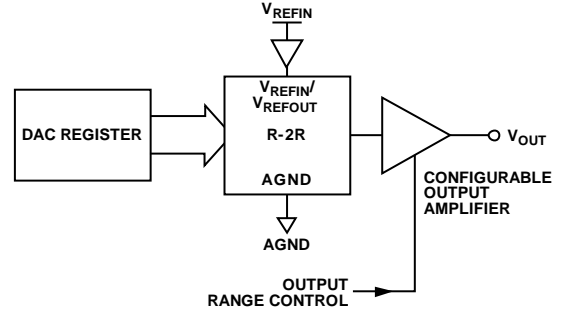 VREFIN
VREFIN/
VREFOUT
DAC REGISTER
R-2R
VOUT
AGND
CONFIGURABLE
OUTPUT
AMPLIFIER
AGND
OUTPUT
RANGE CONTROL